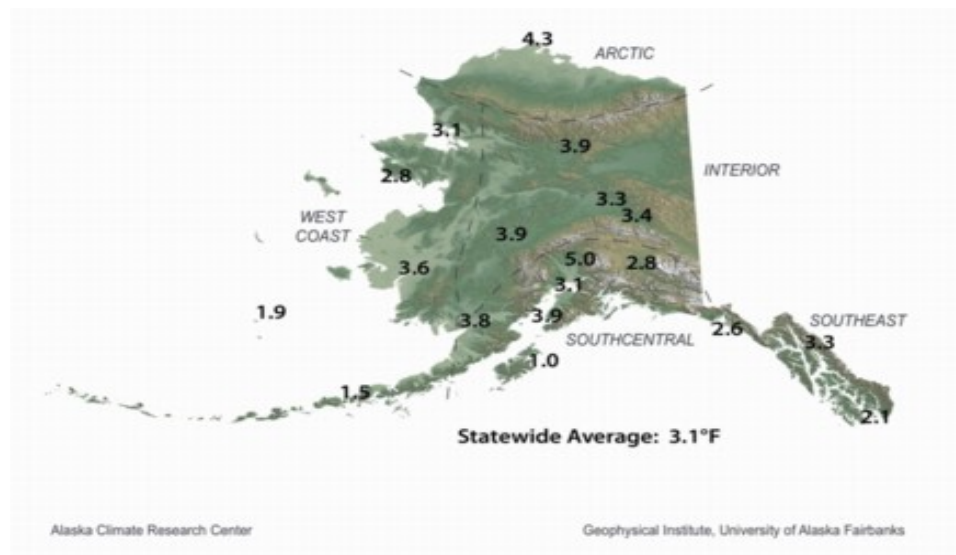 4.3
ARCTIC
3.1
3.9
INTERIOR
2.8
3.3
3.4
WEST
COAST
3.9
5.0
2.8
3.6
3.1
1.9
3.8
3.9
2.6
SOUTHEAST
SOUTHCENTRAL
3.3
1.0
1.5
2.1
Statewide Average: 3.1°F
Alaska Climate Research Center
Geophysical Institute, University of Alaska Fairbanks